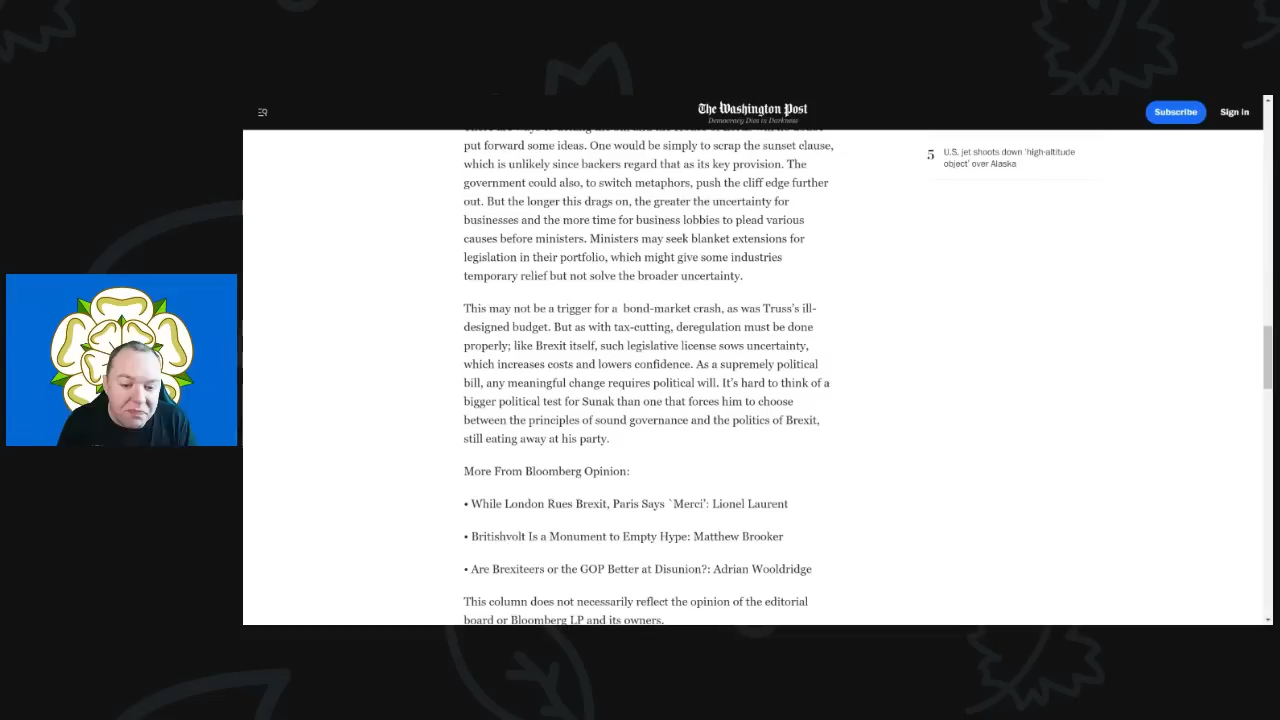 The Washington Post
Democracy Dies in Darkness
Subscribe
Sign in
put forward some ideas. One would be simply to scrap the sunset clause,
which is unlikely since backers regard that as its key provision. The
government could also, to switch metaphors, push the cliff edge further
out. But the longer this drags on, the greater the uncertainty for
businesses and the more time for business lobbies to plead various
causes before ministers. Ministers may seek blanket extensions for
legislation in their portfolio, which might give some industries
temporary relief but not solve the broader uncertainty.
This may not be a trigger for a  bond-market crash, as was Truss's ill-
designed budget. But as with tax-cutting, deregulation must be done
properly; like Brexit itself, such legislative license sows uncertainty,
which increases costs and lowers confidence. As a supremely political
bill, any meaningful change requires political will. It's hard to think of a
bigger political test for Sunak than one that forces him to choose
between the principles of sound governance and the politics of Brexit,
still eating away at his party.
More From Bloomberg Opinion:
• While London Rues Brexit, Paris Says `Merci': Lionel Laurent
• Britishvolt Is a Monument to Empty Hype: Matthew Brooker
• Are Brexiteers or the GOP Better at Disunion?: Adrian Wooldridge
This column does not necessarily reflect the opinion of the editorial
board or Bloomberg LP and its owners.
5 U.S. jet shoots down 'high-altitude
object' over Alaska